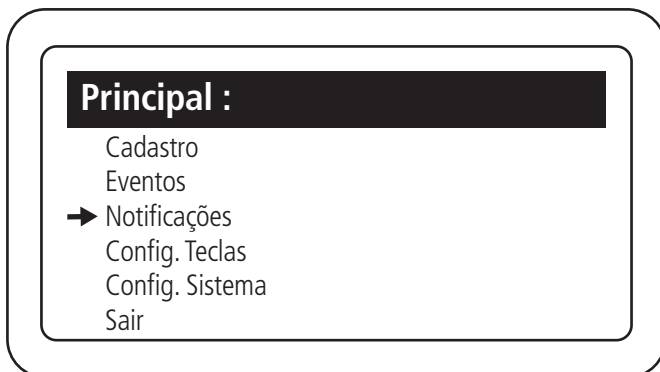 Principal :
Cadastro
Eventos
Notificações
Config. Teclas
Config. Sistema
Sair